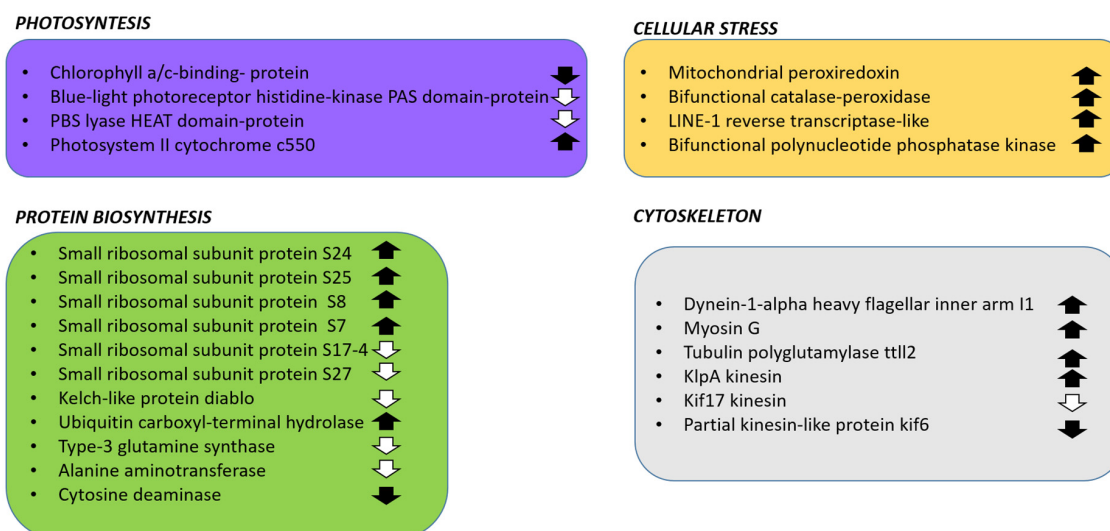 PHOTOSYNTESIS
• Chlorophyll a/c-binding- protein
• Blue-light photoreceptor histidine-kinase PAS domain-protein
• PBS lyase HEAT domain-protein
• Photosystem II cytochrome c550
CELLULAR STRESS
• Mitochondrial peroxiredoxin
• Bifunctional catalase-peroxidase
• LINE-1 reverse transcriptase-like
• Bifunctional polynucleotide phosphatase kinase
PROTEIN BIOSYNTHESIS
• Small ribosomal subunit protein S24
• Small ribosomal subunit protein S25
• Small ribosomal subunit protein S8
• Small ribosomal subunit protein S7
• Small ribosomal subunit protein S17-4
• Small ribosomal subunit protein S27
• Kelch-like protein diablo
• Ubiquitin carboxyl-terminal hydrolase
• Type-3 glutamine synthase
• Alanine aminotransferase
• Cytosine deaminase
CYTOSKELETON
• Dynein-1-alpha heavy flagellar inner arm I1
• Myosin G
• Tubulin polyglutamylase ttll2
• KlpA kinesin
• Kif17 kinesin
• Partial kinesin-like protein kif6